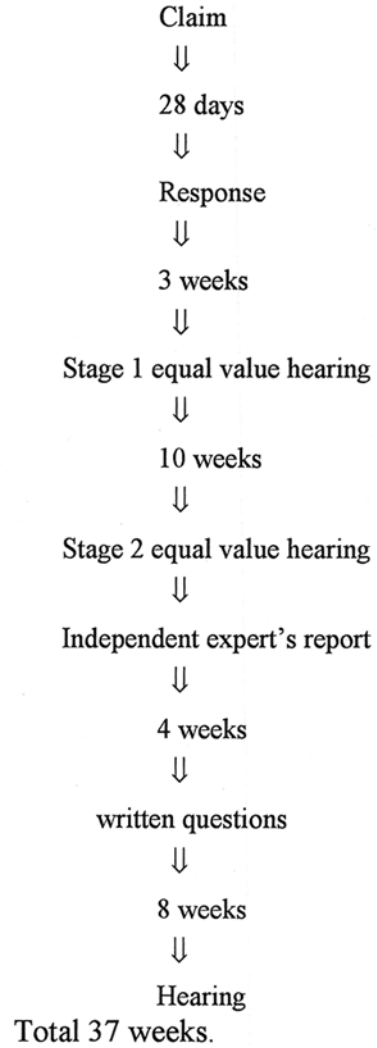 Claim
⇓
28 days
⇓
Response
⇓
3 weeks
⇓
Stage 1 equal value hearing
⇓
10 weeks
⇓
Stage 2 equal value hearing
⇓
Independent expert’s report
⇓
4 weeks
⇓
written questions
⇓
8 weeks
⇓
Hearing
Total 37 weeks.